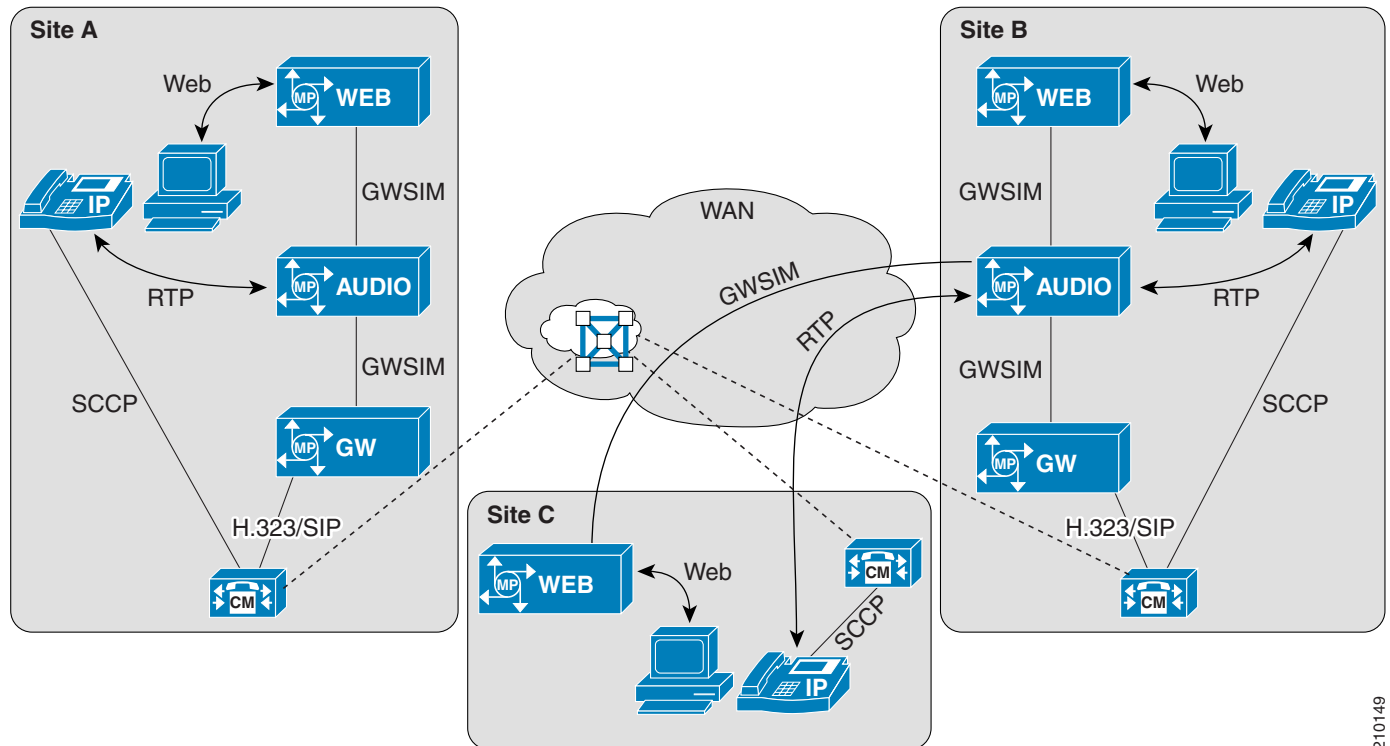 Site A
Web
MP
WEB
IP
GWSIM
RTP
MP
AUDIO
GWSIM
SCCP
MP
GW
H.323/SIP
CM
WAN
GWSIM
RTP
Site C
MP
WEB
Web
CM
SCCP
IP
Site B
MP
WEB
Web
GWSIM
IP
MP
AUDIO
RTP
GWSIM
SCCP
MP
GW
H.323/SIP
CM
210149